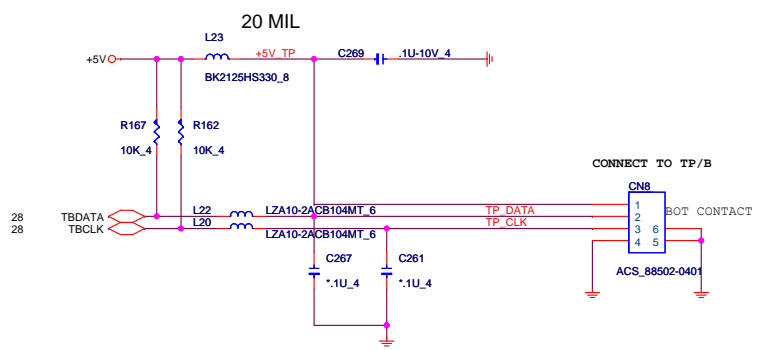 20 MIL
L23
+5V
+5V_TP
C269
.1U-10V_4
BK2125HS330_8
R167
R162
10K_4
10K_4
CONNECT TO TP/B
CN8
28
TBDATA
L22
LZA10-2ACB104MT_6
TP_DATA
1
2
BOT CONTACT
28
TBCLK
L20
LZA10-2ACB104MT_6
TP_CLK
3
6
4
5
C267
C261
*.1U_4
*.1U_4
ACS_88502-0401